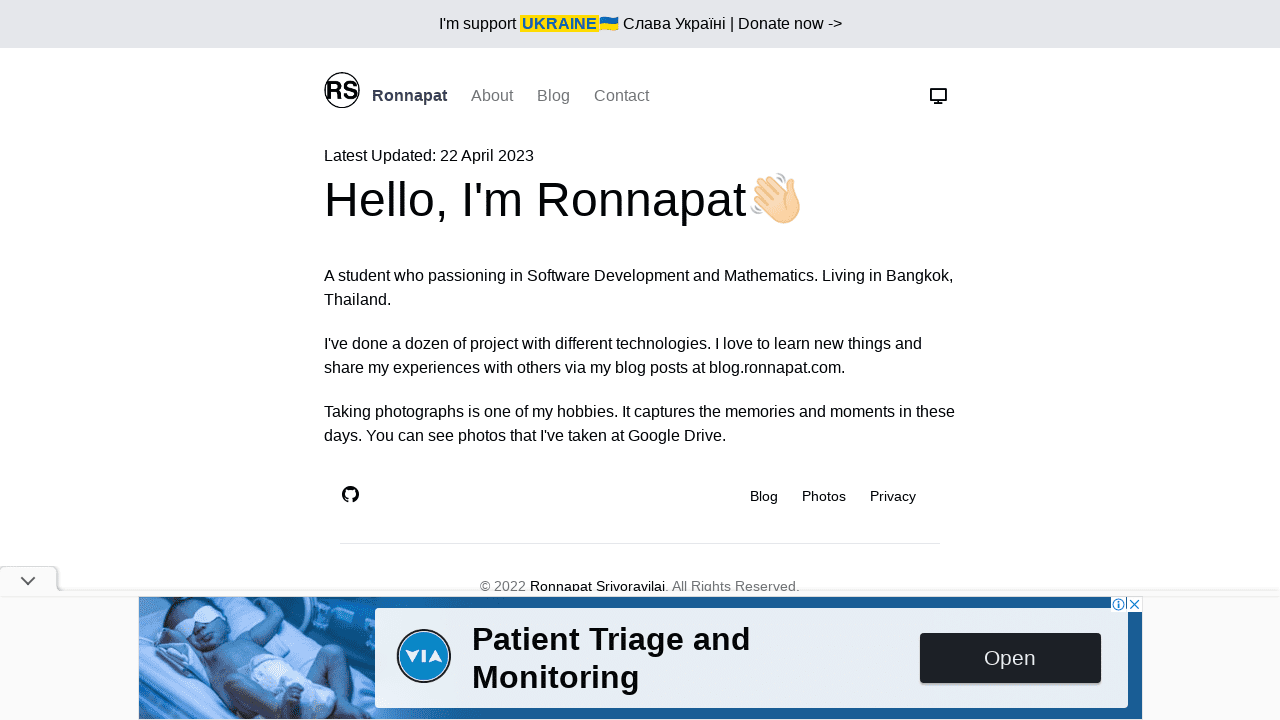 I'm support UKRAINE🇺🇦 Слава Україні | Donate now ->
RS Ronnapat About Blog Contact
Latest Updated: 22 April 2023
Hello, I'm Ronnapat👋🏻
A student who passioning in Software Development and Mathematics. Living in Bangkok,
Thailand.
I've done a dozen of project with different technologies. I love to learn new things and
share my experiences with others via my blog posts at blog.ronnapat.com.
Taking photographs is one of my hobbies. It captures the memories and moments in these
days. You can see photos that I've taken at Google Drive.
Blog Photos Privacy
© 2022 Ronnapat Srivoravilai. All Rights Reserved.
VIA
Patient Triage and
Monitoring
Open